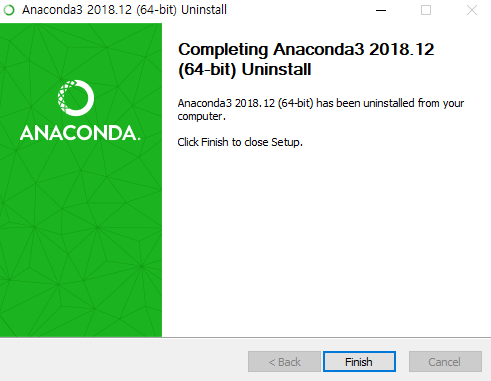 Anaconda3 2018.12 (64-bit) Uninstall
Completing Anaconda3 2018.12
(64-bit) Uninstall
Anaconda3 2018.12 (64-bit) has been uninstalled from your
computer.
Click Finish to close Setup.
ANACONDA.
< Back
Finish
Cancel